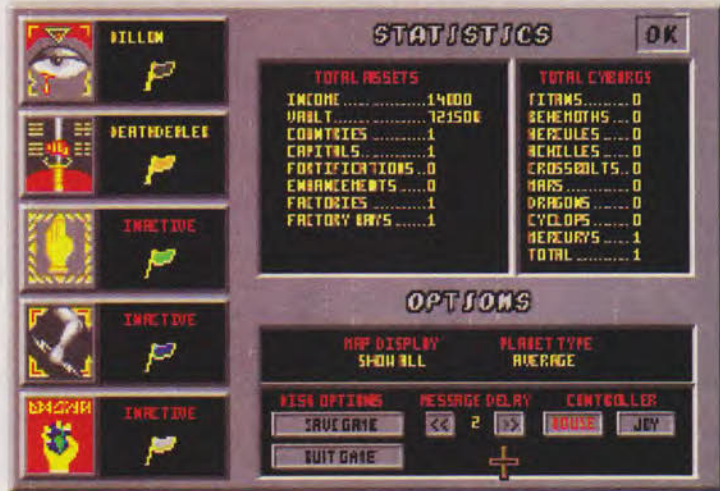 DILLON
DEATHDEALER
INACTIVE
INACTIVE
INACTIVE
STATISTICS
OK
TOTAL ASSETS
INCOME................14000
VAULT.................721500
COUNTRIES..........1
CAPITALS.............1
FORTIFICATIONS..0
ENHANCEMENTS.....0
FACTORIES...........1
FACTORY BAYS......1
TOTAL CYBORGS
TITANS........0
BEHEMOTHS...0
HERCULES.....0
ACHILLES......0
CROSSBOLTS..0
MARS..........0
DRAGONS......0
CYCLOPS......0
MERCURYS.....1
TOTAL..........1
OPTIONS
MAP DISPLAY
SHOW ALL
PLANET TYPE
AVERAGE
DISK OPTIONS
SAVE GAME
QUIT GAME
MESSAGE DELAY
<< 2 >>
CONTROLLER
MOUSE JOY